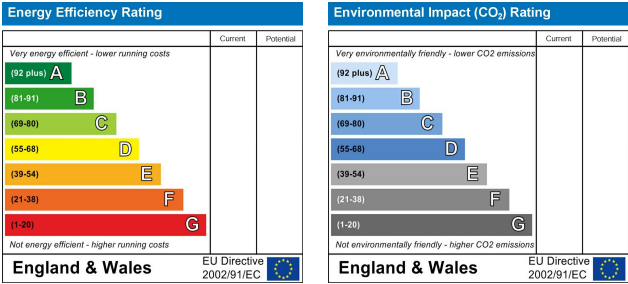 Energy Efficiency Rating
Current Potential
Very energy efficient - lower running costs
(92 plus) A
(81-91) B
(69-80) C
(55-68) D
(39-54) E
(21-38) F
(1-20) G
Not energy efficient - higher running costs
England & Wales
EU Directive
2002/91/EC
Environmental Impact (CO₂) Rating
Current Potential
Very environmentally friendly - lower CO2 emissions
(92 plus) A
(81-91) B
(69-80) C
(55-68) D
(39-54) E
(21-38) F
(1-20) G
Not environmentally friendly - higher CO2 emissions
England & Wales
EU Directive
2002/91/EC